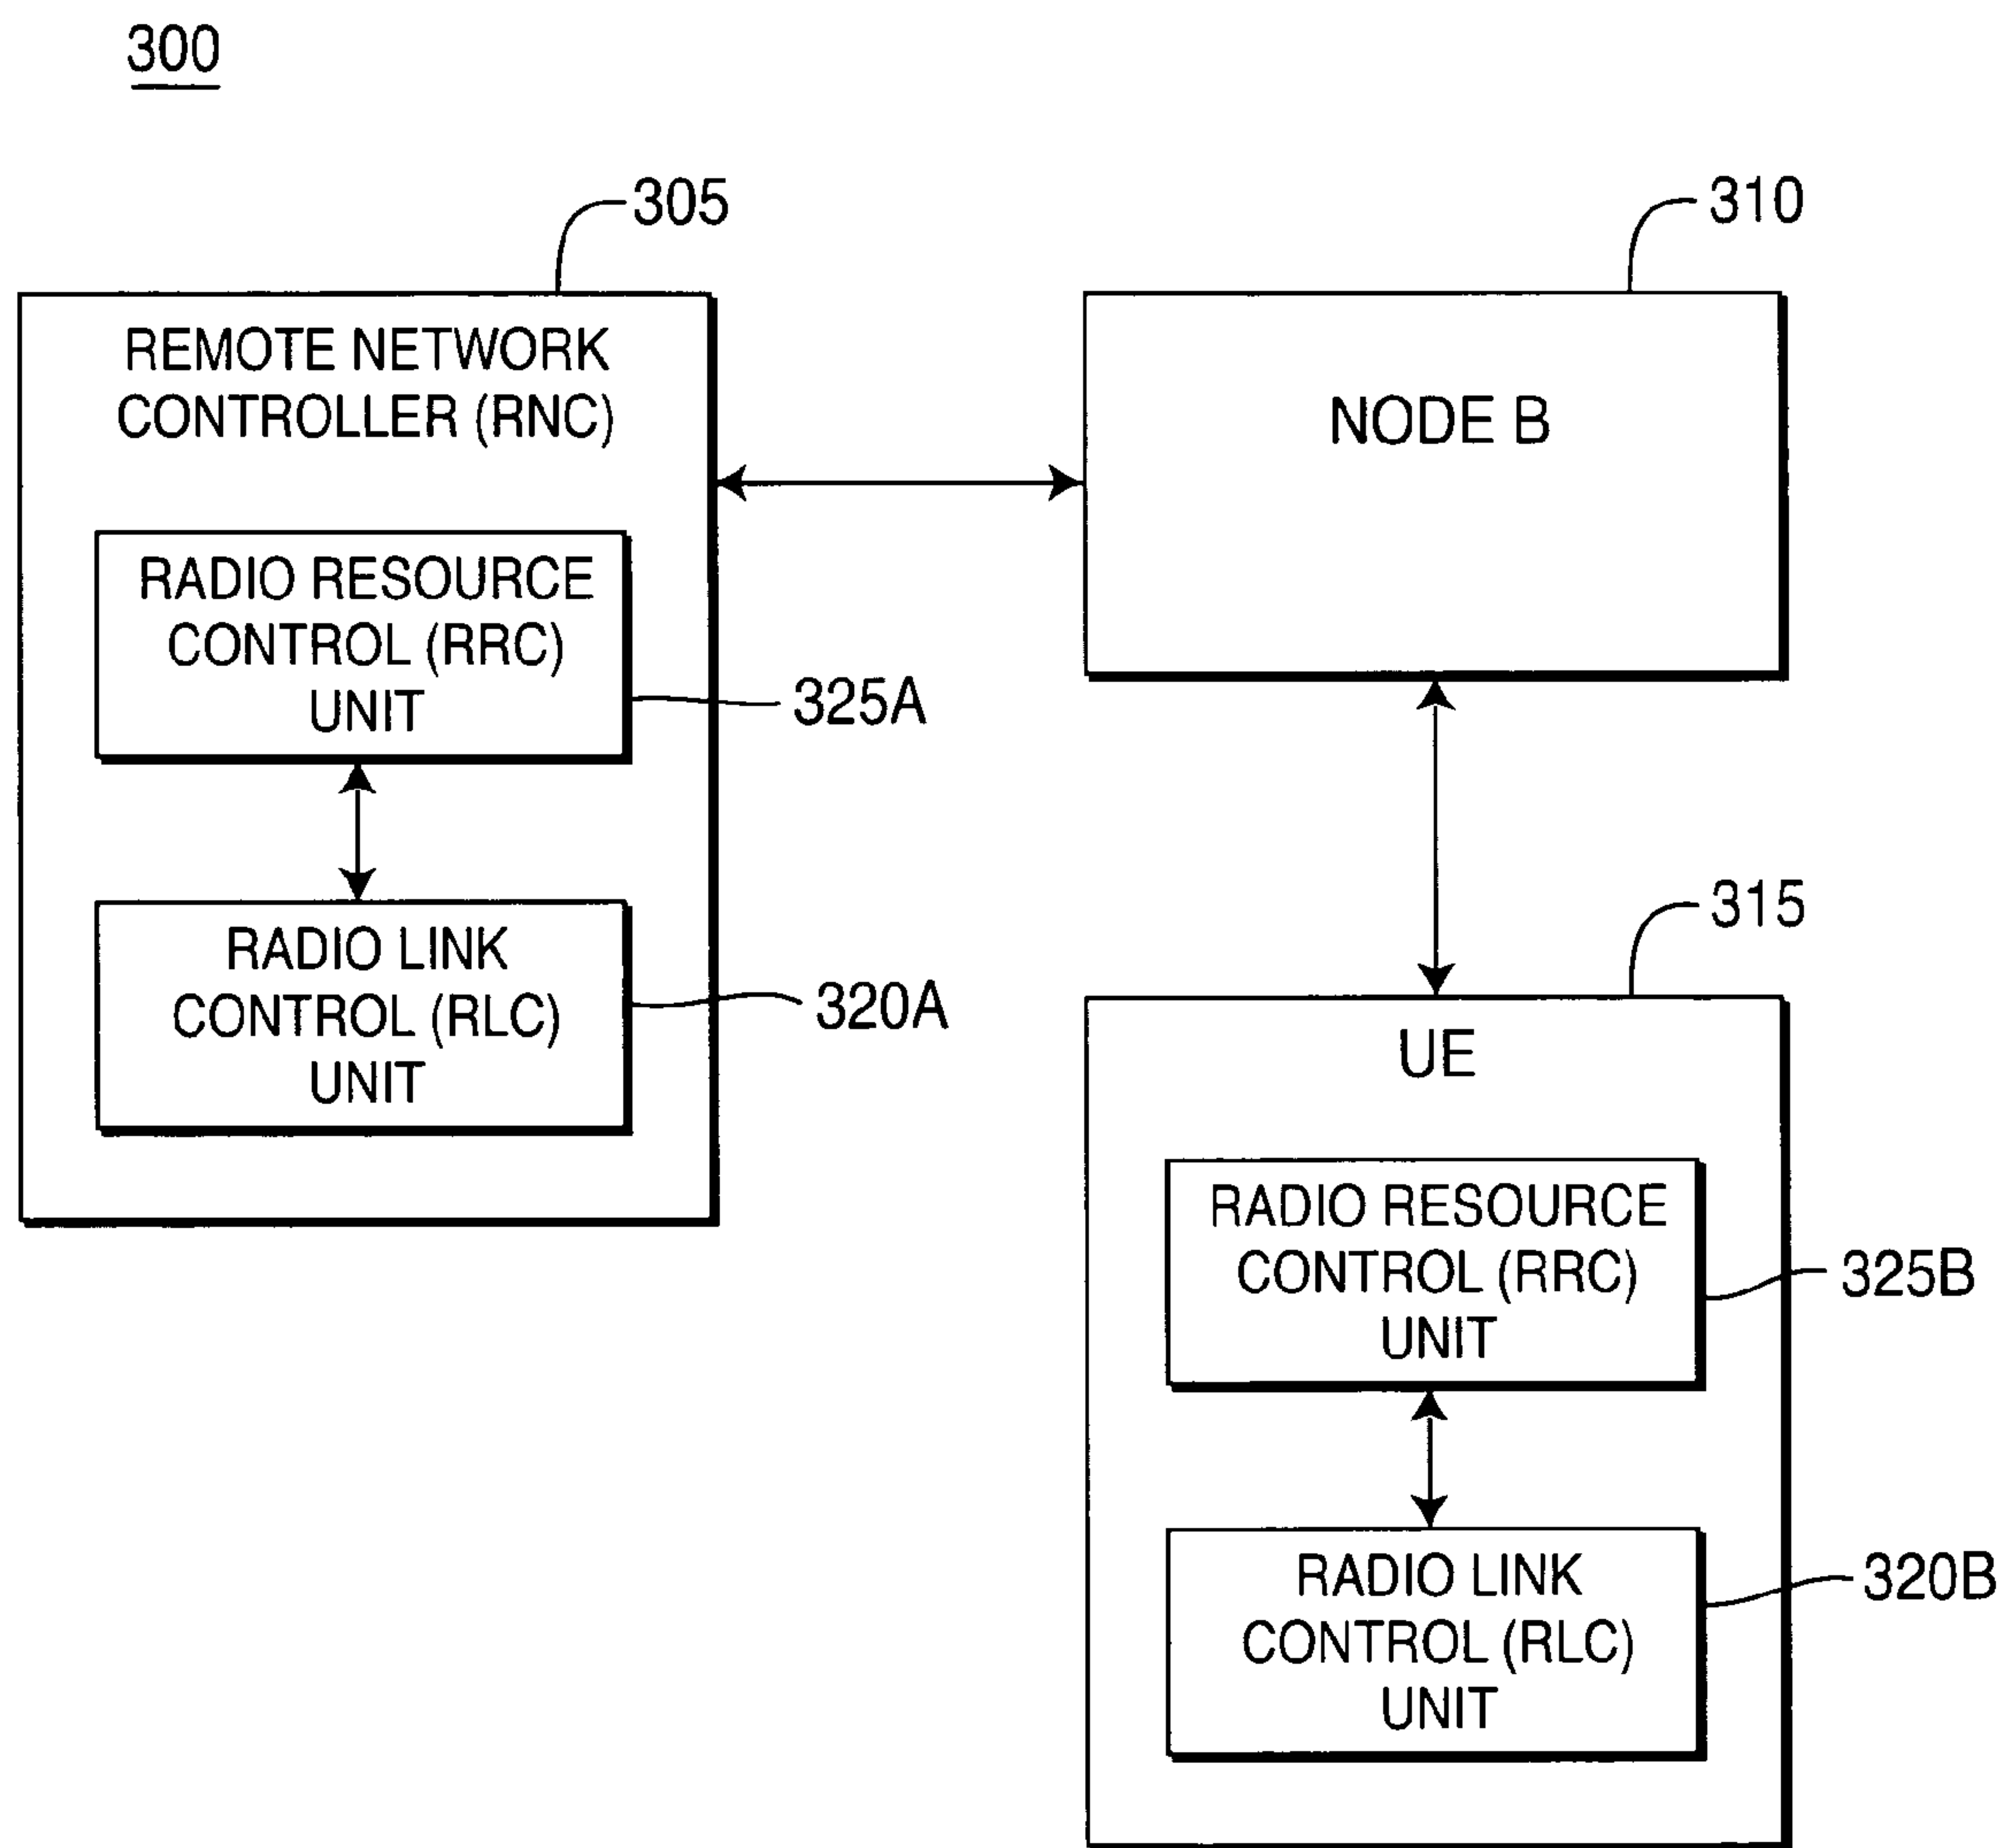 300
305
310
REMOTE NETWORK
CONTROLLER (RNC)
NODE B
RADIO RESOURCE
CONTROL (RRC)
UNIT
325A
RADIO LINK
CONTROL (RLC)
UNIT
320A
315
UE
RADIO RESOURCE
CONTROL (RRC)
UNIT
325B
RADIO LINK
CONTROL (RLC)
UNIT
320B